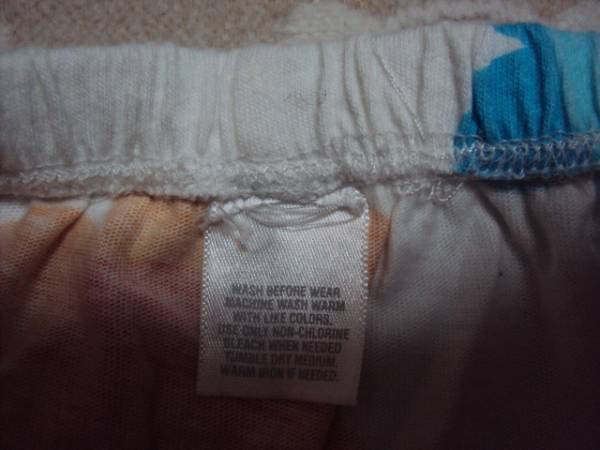 WASH BEFORE WEAR
MACHINE WASH WARM
WITH LIKE COLORS.
USE ONLY NON-CHLORINE
BLEACH WHEN NEEDED
TUMBLE DRY MEDIUM
WARM IRON IF NEEDED.